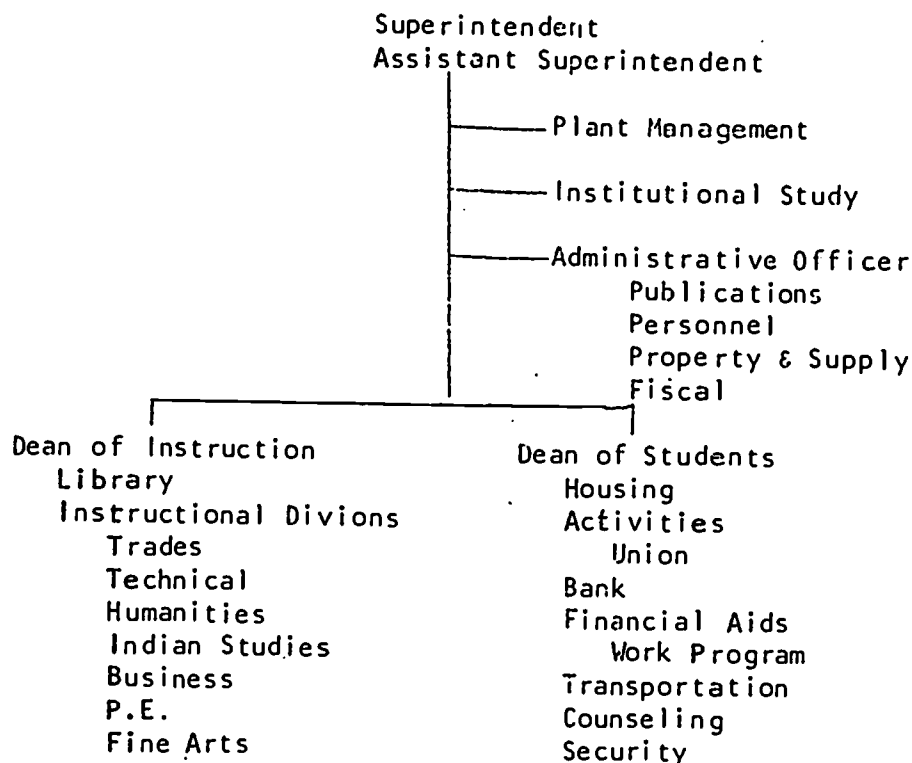 Superintendent
Assistant Superintendent
Plant Management
Institutional Study
Administrative Officer
Publications
Personnel
Property & Supply
Fiscal
Dean of Instruction
Library
Instructional Divions
Trades
Technical
Humanities
Indian Studies
Business
P.E.
Fine Arts
Dean of Students
Housing
Activities
Union
Bank
Financial Aids
Work Program
Transportation
Counseling
Security